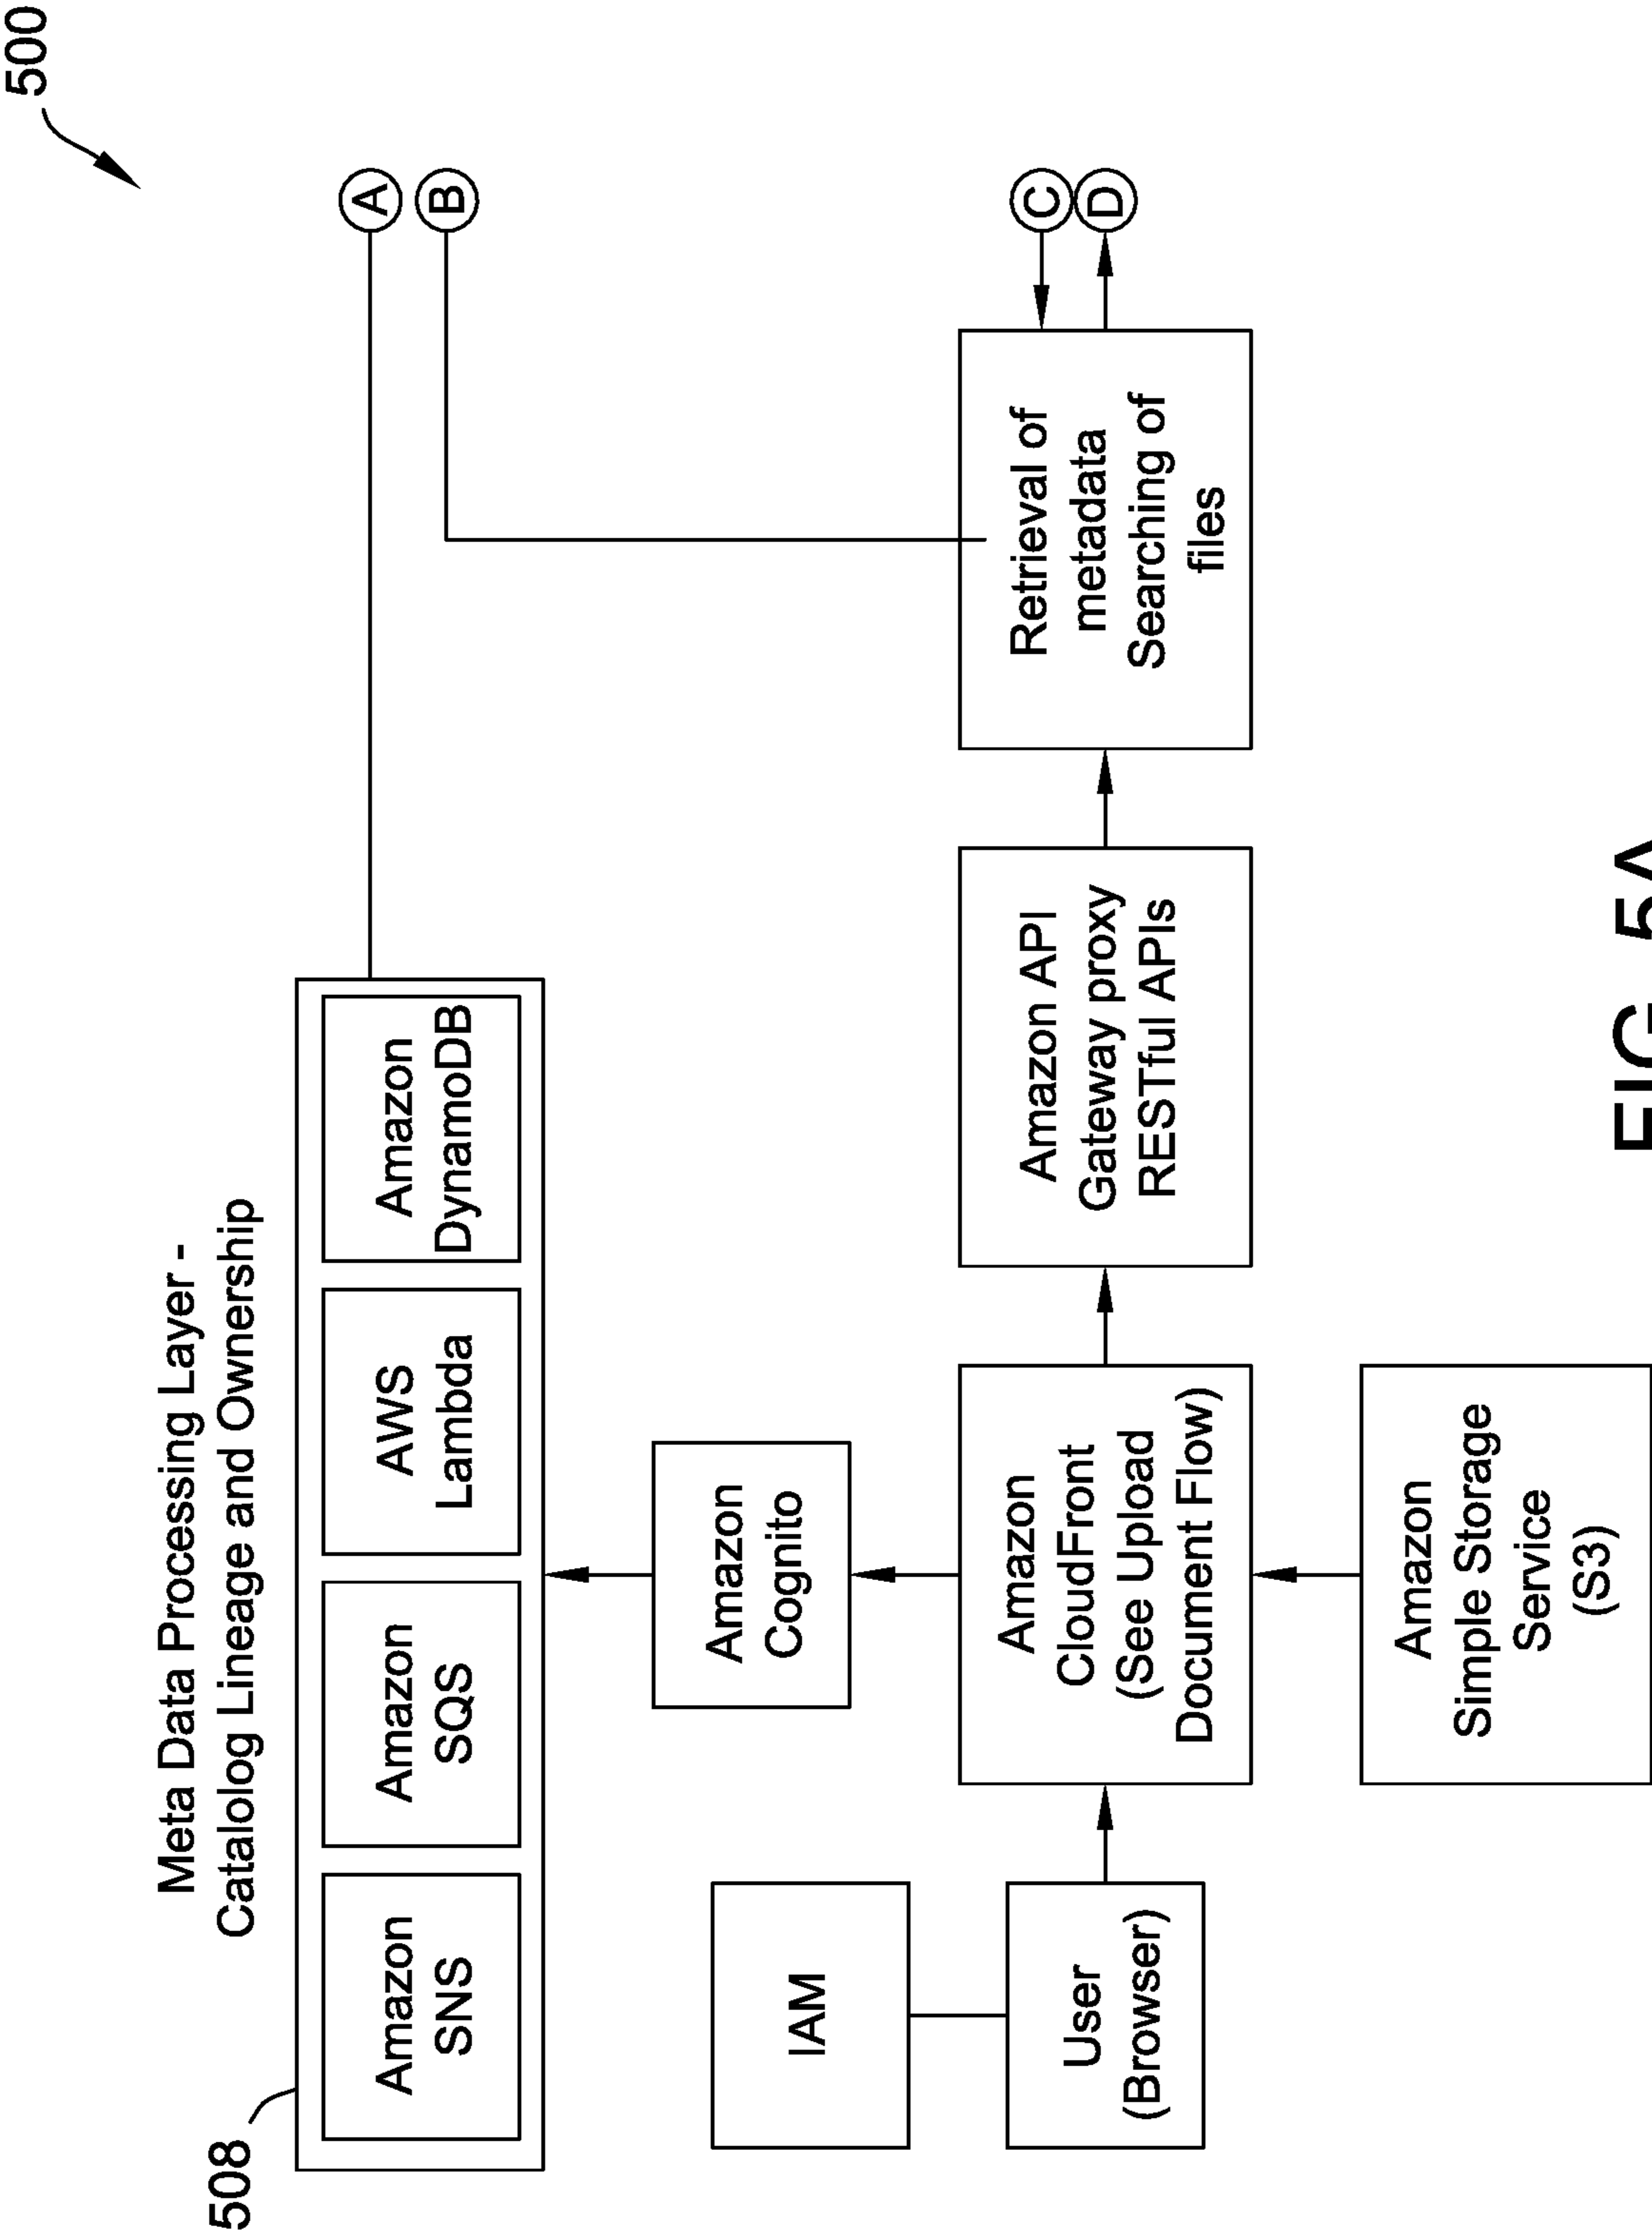 500
Meta Data Processing Layer -
Catalolog Lineage and Ownership
508
Amazon
SNS
Amazon
SQS
AWS
Lambda
Amazon
DynamoDB
A
B
IAM
Amazon
Cognito
User
(Browser)
Amazon
CloudFront
(See Upload
Document Flow)
Amazon API
Gateway proxy
RESTful APIs
Retrieval of
metadata
Searching of
files
C
D
Amazon
Simple Storage
Service
(S3)
FIG. 5A